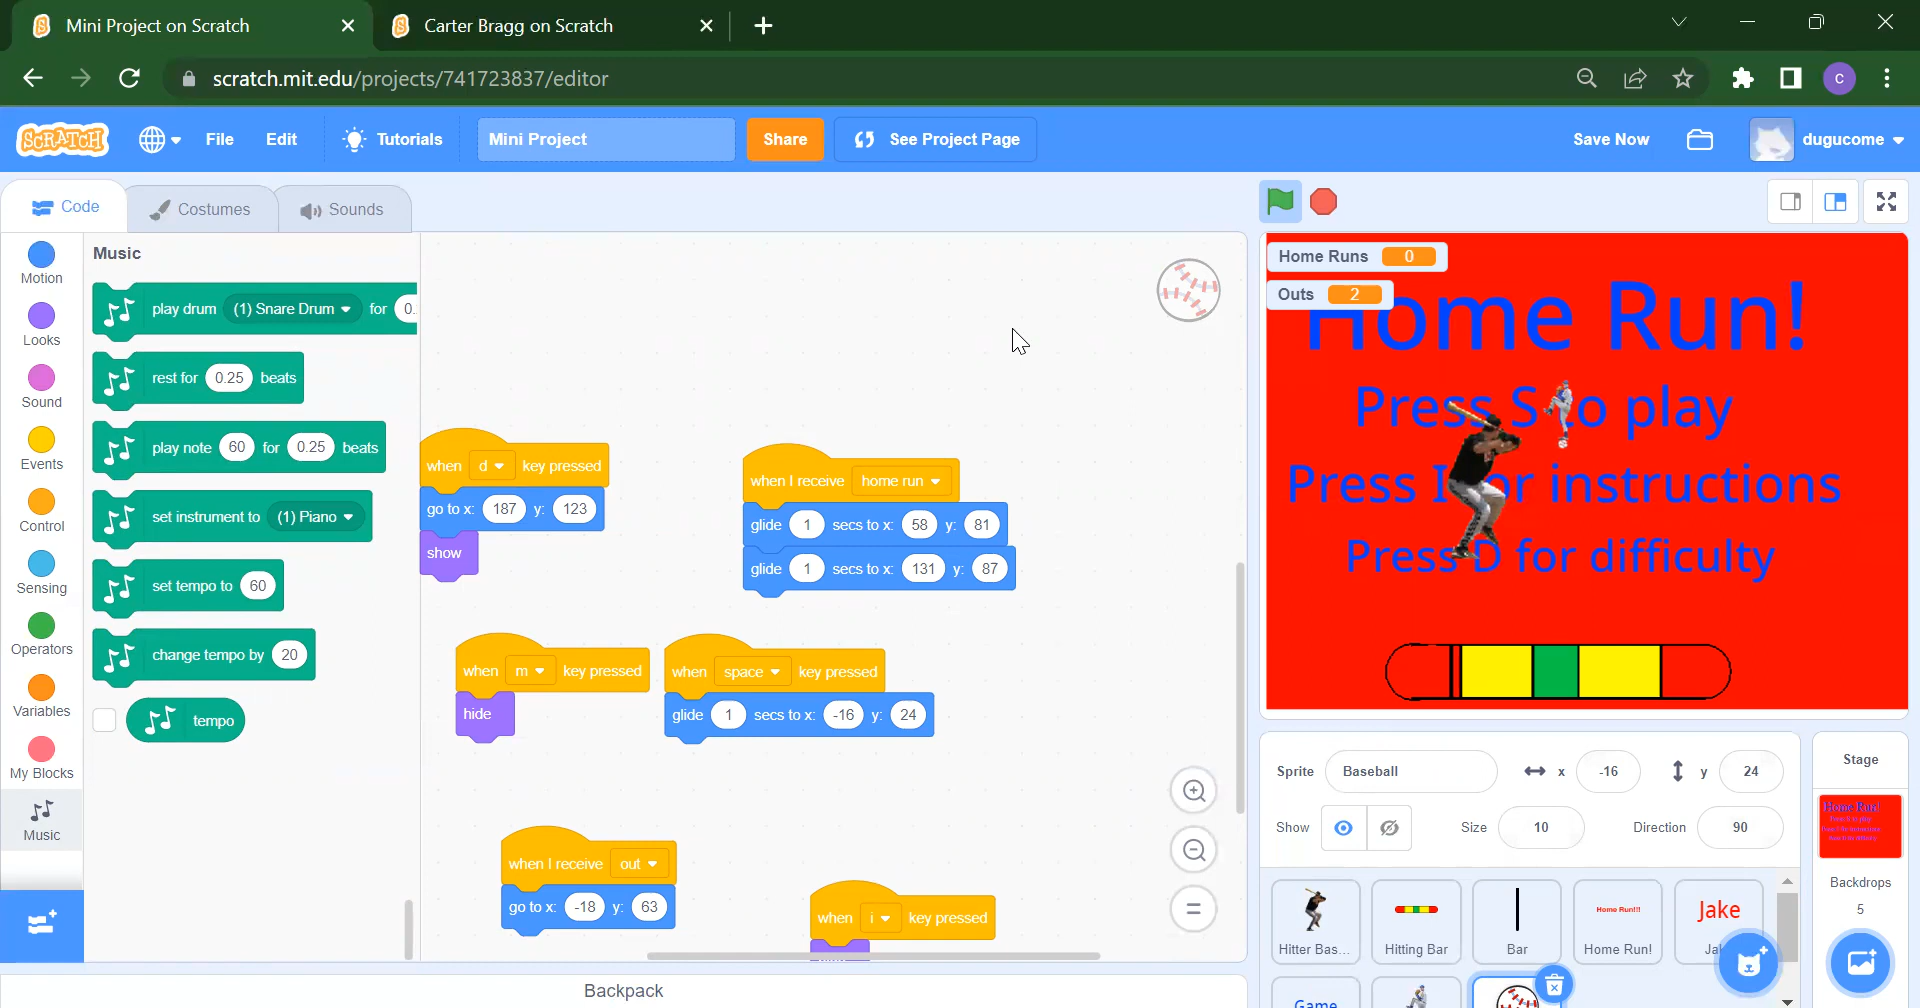 Mini Project on Scratch
Carter Bragg on Scratch
scratch.mit.edu/projects/741723837/editor
C
SCRATCH
File
Edit
Tutorials
Mini Project
Share
See Project Page
Save Now
dugucome
Code
Costumes
Sounds
Motion
Looks
Sound
Events
Control
Sensing
Operators
Variables
My Blocks
Music
Music
play drum (1) Snare Drum for 0.
rest for 0.25 beats
play note 60 for 0.25 beats
set instrument to (1) Piano
set tempo to 60
change tempo by 20
tempo
when d key pressed
go to x: 187 y: 123
show
when I receive home run
glide 1 secs to x: 58 y: 81
glide 1 secs to x: 131 y: 87
when m key pressed
hide
when space key pressed
glide 1 secs to x: -16 y: 24
when I receive out
go to x: -18 y: 63
when i key pressed
Backpack
Home Runs 0
Outs 2
Home Run!
Press S to play
Press I for instructions
Press D for difficulty
Sprite Baseball x -16 y 24
Show Size 10 Direction 90
Hitter Bas...
Hitting Bar
Bar
Home Run!!!
Home Run!
Jake
Ja
Game
Stage
Home Run!
Backdrops
5